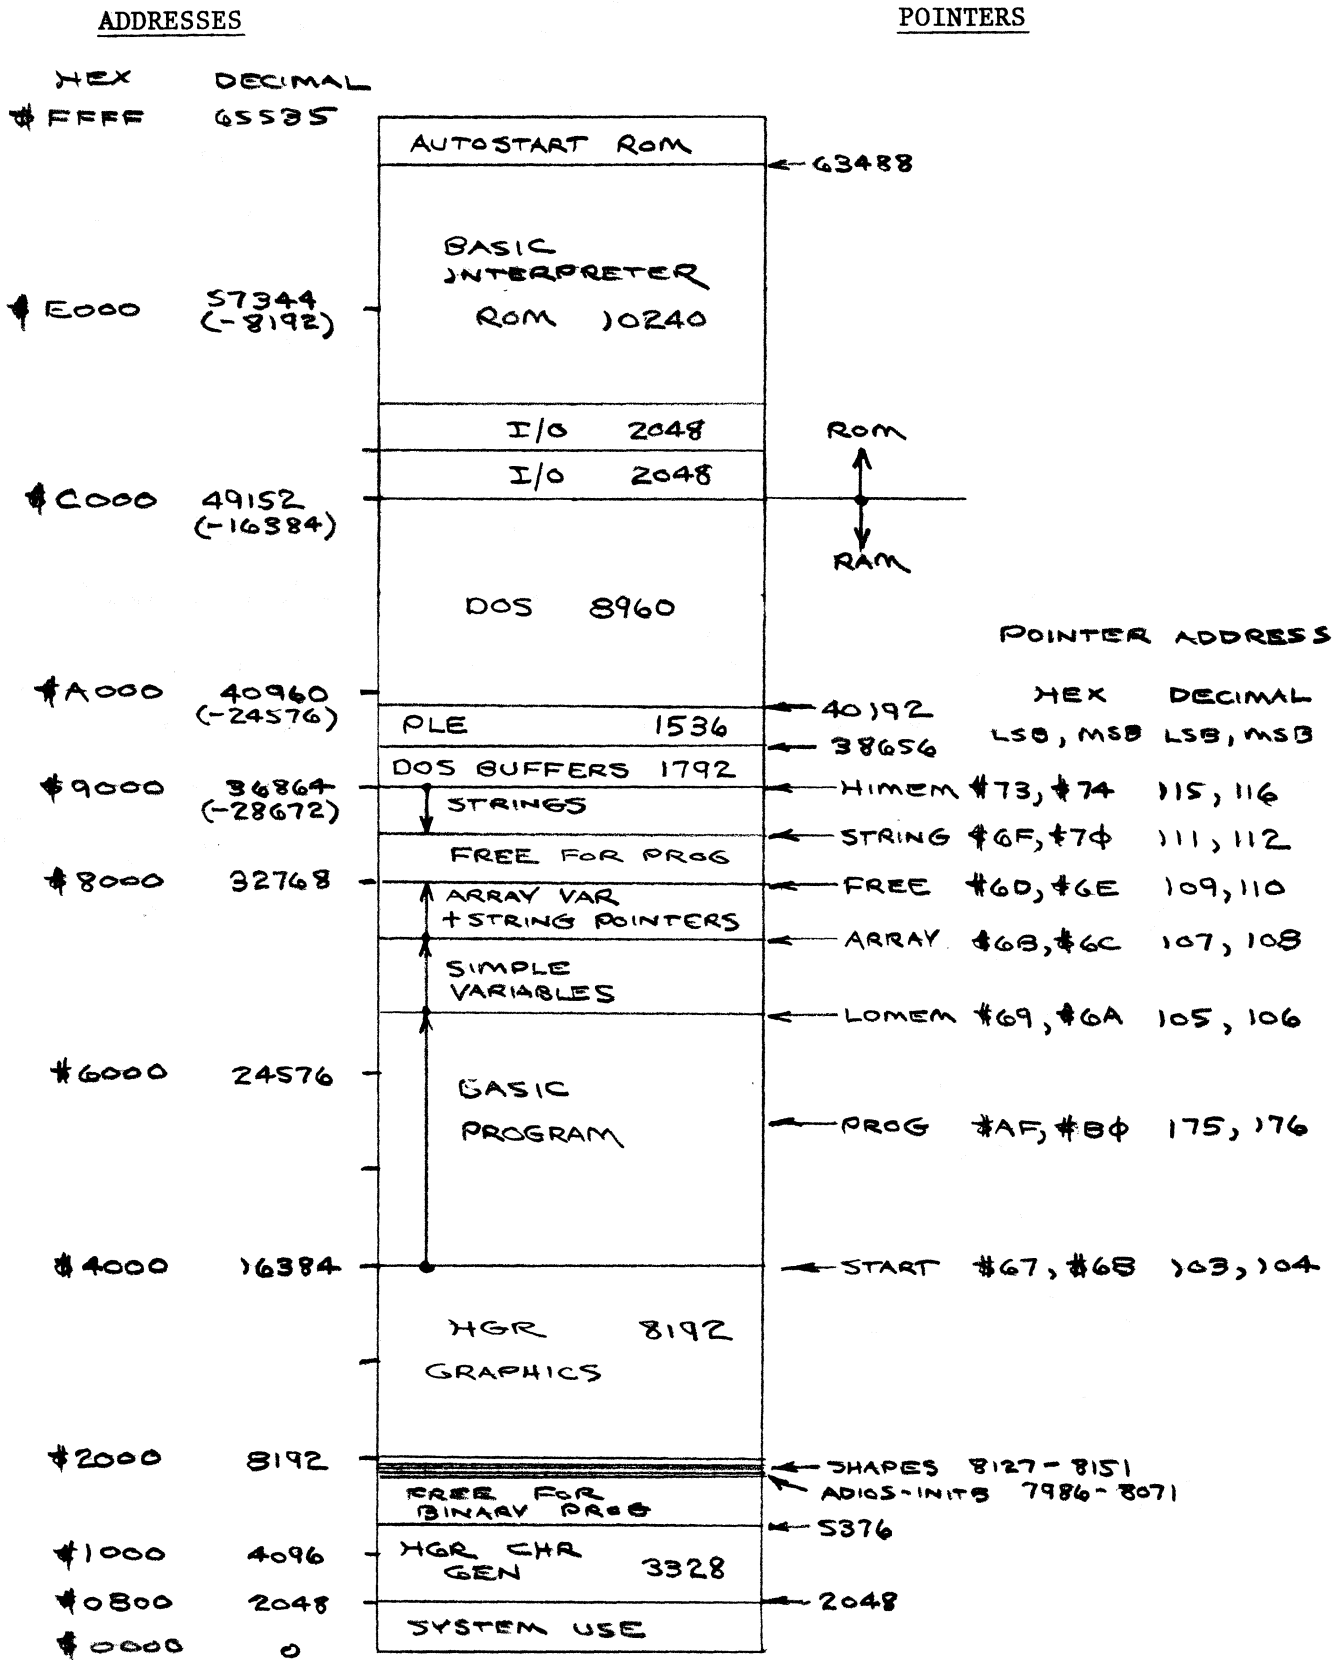 ADDRESSES POINTERS
HEX DECIMAL
$FFFF 65535
AUTOSTART ROM
63488
BASIC
INTERPRETER
ROM 10240
$E000 57344
(-8192)
I/O 2048 ROM
I/O 2048
$C000 49152
(-16384)
RAM
DOS 8960
POINTER ADDRESS
$A000 40960 HEX DECIMAL
(-24576) 40192 LSB, MSB LSB, MSB
PLE 1536
38656
DOS BUFFERS 1792
$9000 36864 HIMEM $73, $74 115, 116
(-28672)
STRINGS
STRING $6F, $7Ø 111, 112
FREE FOR PROG
$8000 32768 FREE $6D, $6E 109, 110
ARRAY VAR
+ STRING POINTERS
ARRAY $6B, $6C 107, 108
SIMPLE
VARIABLES
LOMEM $69, $6A 105, 106
$6000 24576
BASIC
PROGRAM
PROG $AF, $BØ 175, 176
$4000 16384 START $67, $68 103, 104
HGR 8192
GRAPHICS
$2000 8192 SHAPES 8127-8151
ADIOS-INITB 7986-8071
FREE FOR
BINARY PROG
5376
$1000 4096 HGR CHR
GEN 3328
$0800 2048 2048
SYSTEM USE
$0000 0